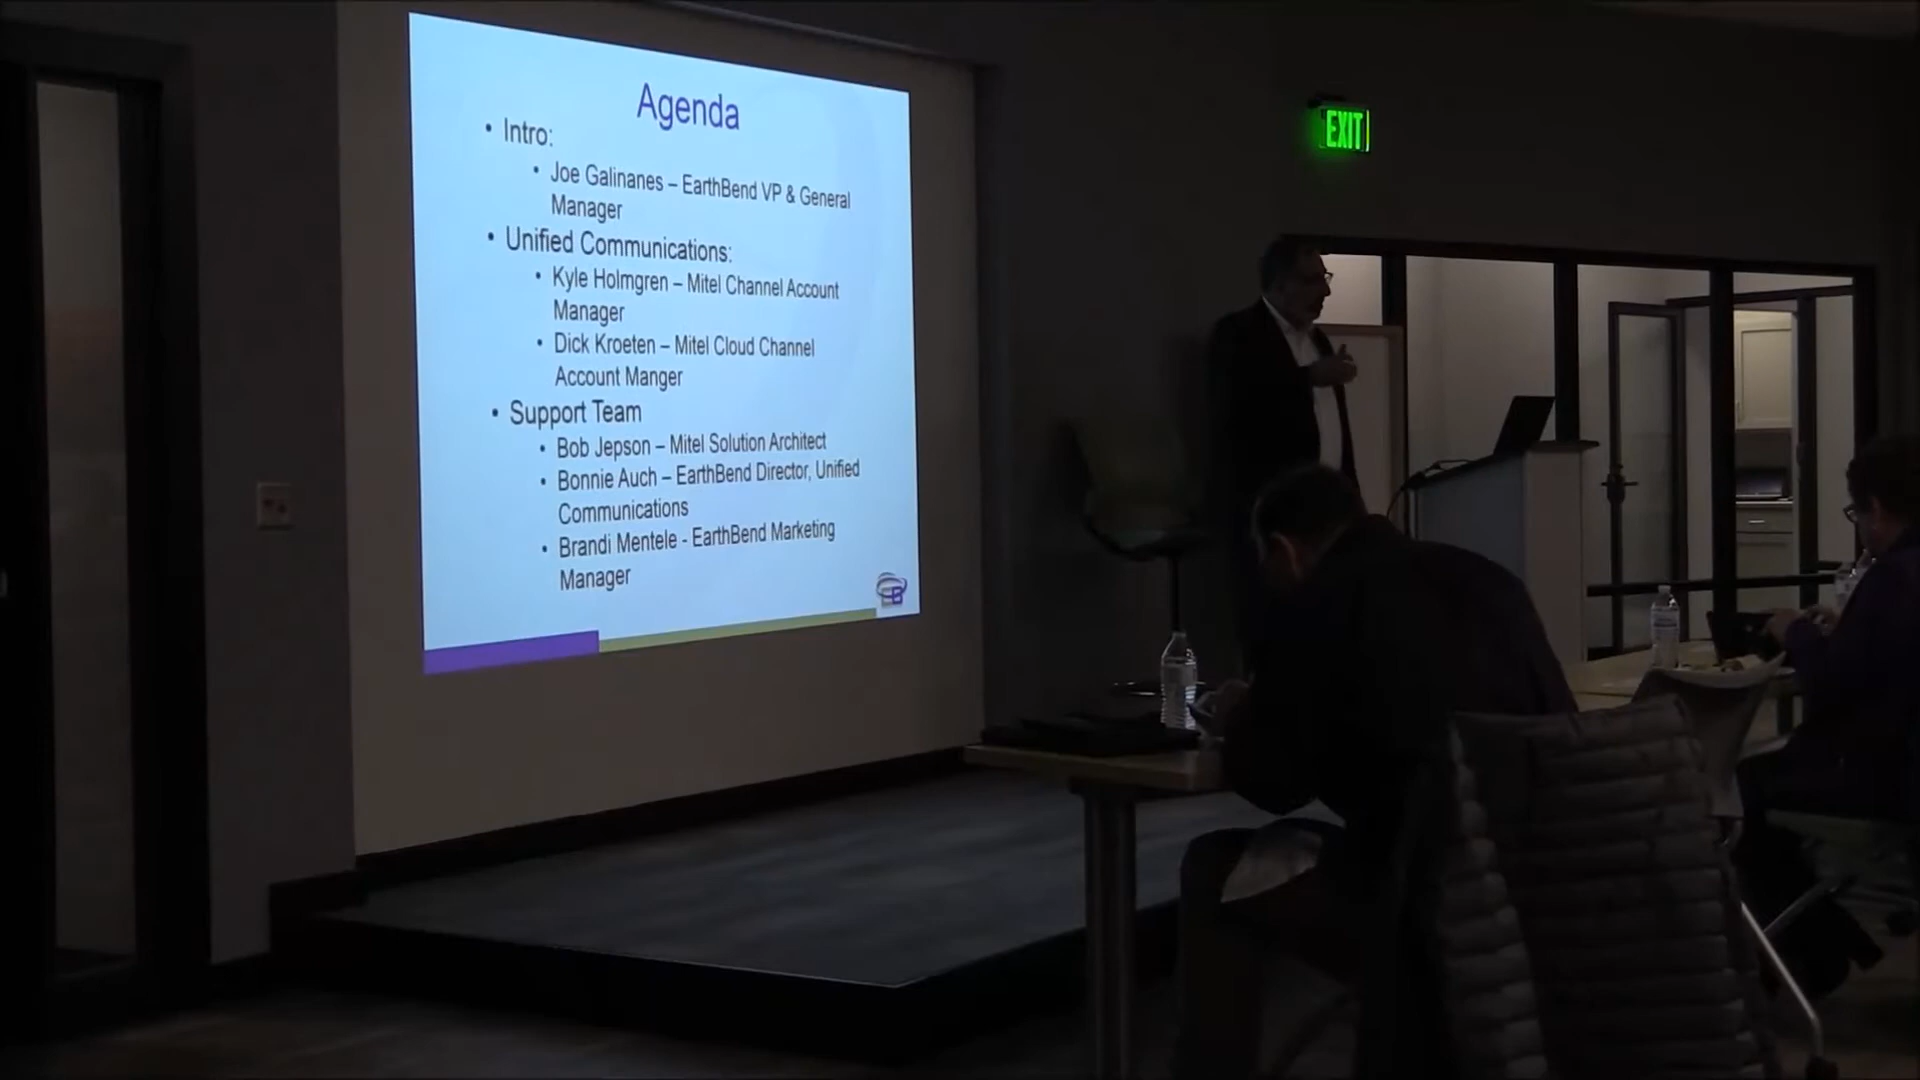 Agenda
• Intro:
• Joe Galinanes – EarthBend VP & General
Manager
• Unified Communications:
• Kyle Holmgren – Mitel Channel Account
Manager
• Dick Kroeten – Mitel Cloud Channel
Account Manger
• Support Team
• Bob Jepson – Mitel Solution Architect
• Bonnie Auch – EarthBend Director, Unified
Communications
• Brandi Mentele - EarthBend Marketing
Manager
EB
EXIT